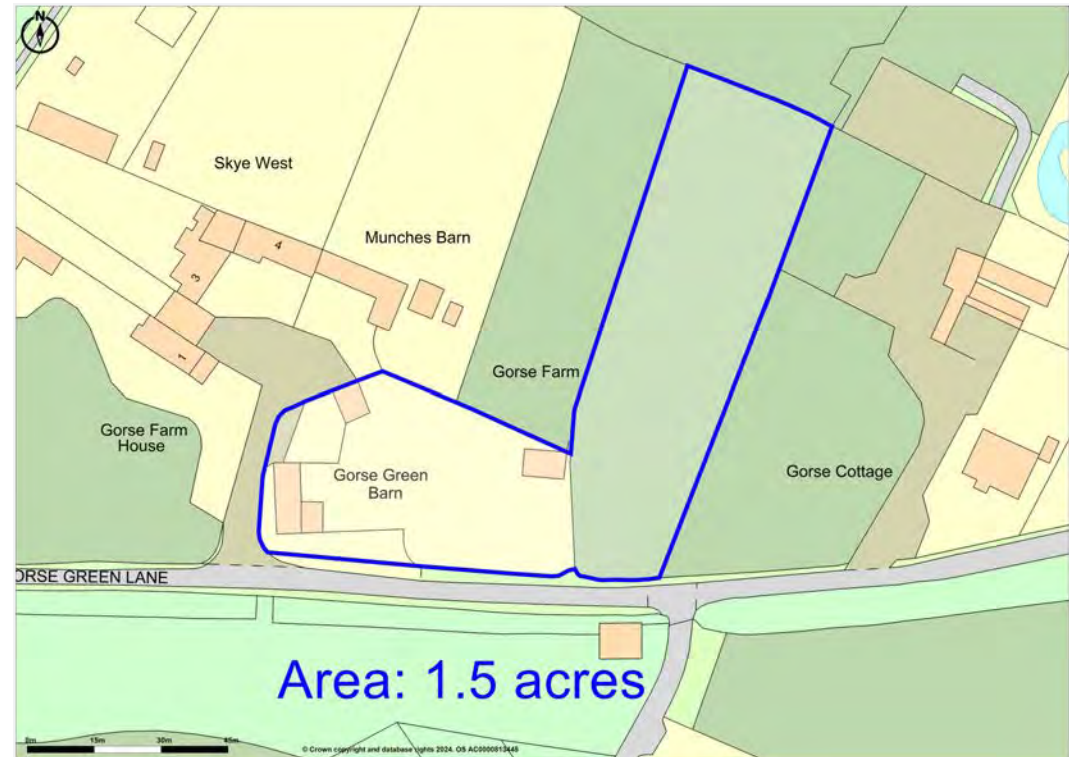 N
Skye West
Munches Barn
4
3
1
Gorse Farm
Gorse Farm
House
Gorse Green
Barn
Gorse Cottage
ORSE GREEN LANE
Area: 1.5 acres
0m 15m 30m 45m
© Crown copyright and database rights 2024. OS AC0000813445